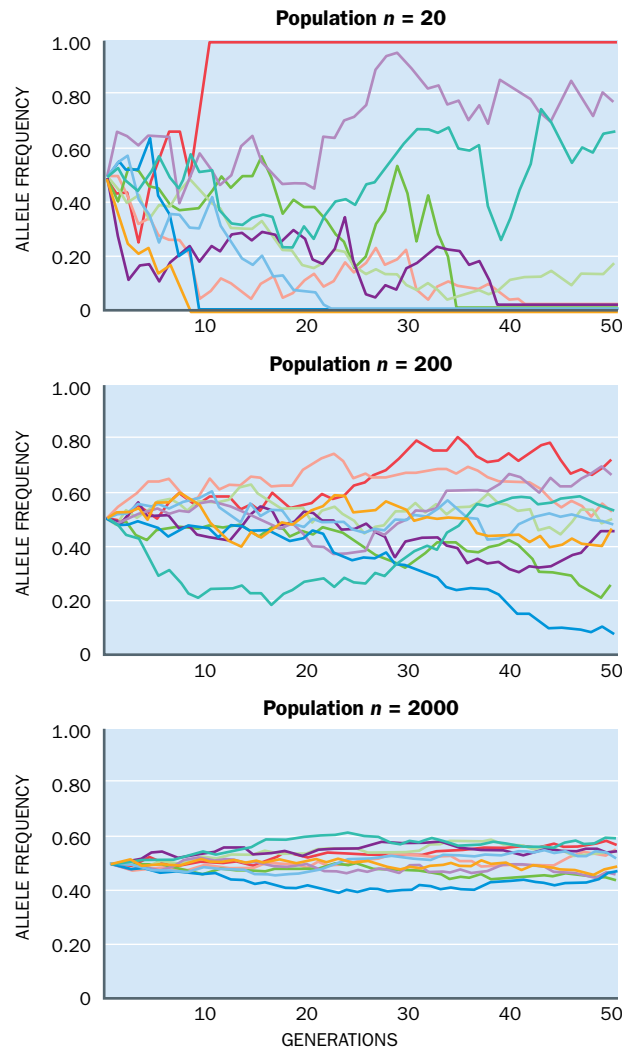 Population n = 20
1.00
0.80
0.60
0.40
0.20
0
ALLELE FREQUENCY
10 20 30 40 50
Population n = 200
1.00
0.80
0.60
0.40
0.20
0
ALLELE FREQUENCY
10 20 30 40 50
Population n = 2000
1.00
0.80
0.60
0.40
0.20
0
ALLELE FREQUENCY
10 20 30 40 50
GENERATIONS